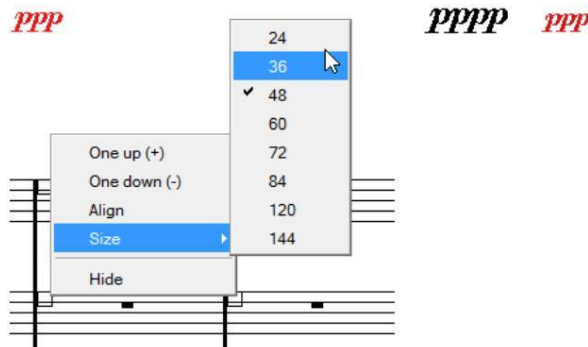 ppp
pppp
ppp
24
36
48
60
72
84
120
144
One up (+)
One down (-)
Align
Size
Hide